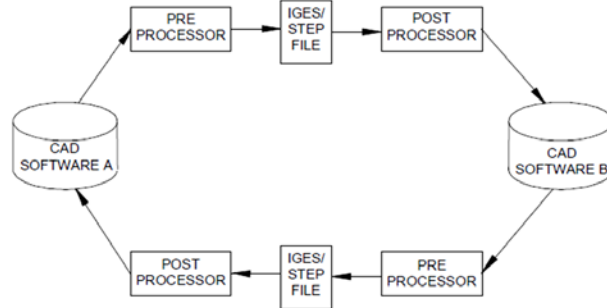 PRE
PROCESSOR
IGES/
STEP
FILE
POST
PROCESSOR
CAD
SOFTWARE A
CAD
SOFTWARE B
POST
PROCESSOR
IGES/
STEP
FILE
PRE
PROCESSOR